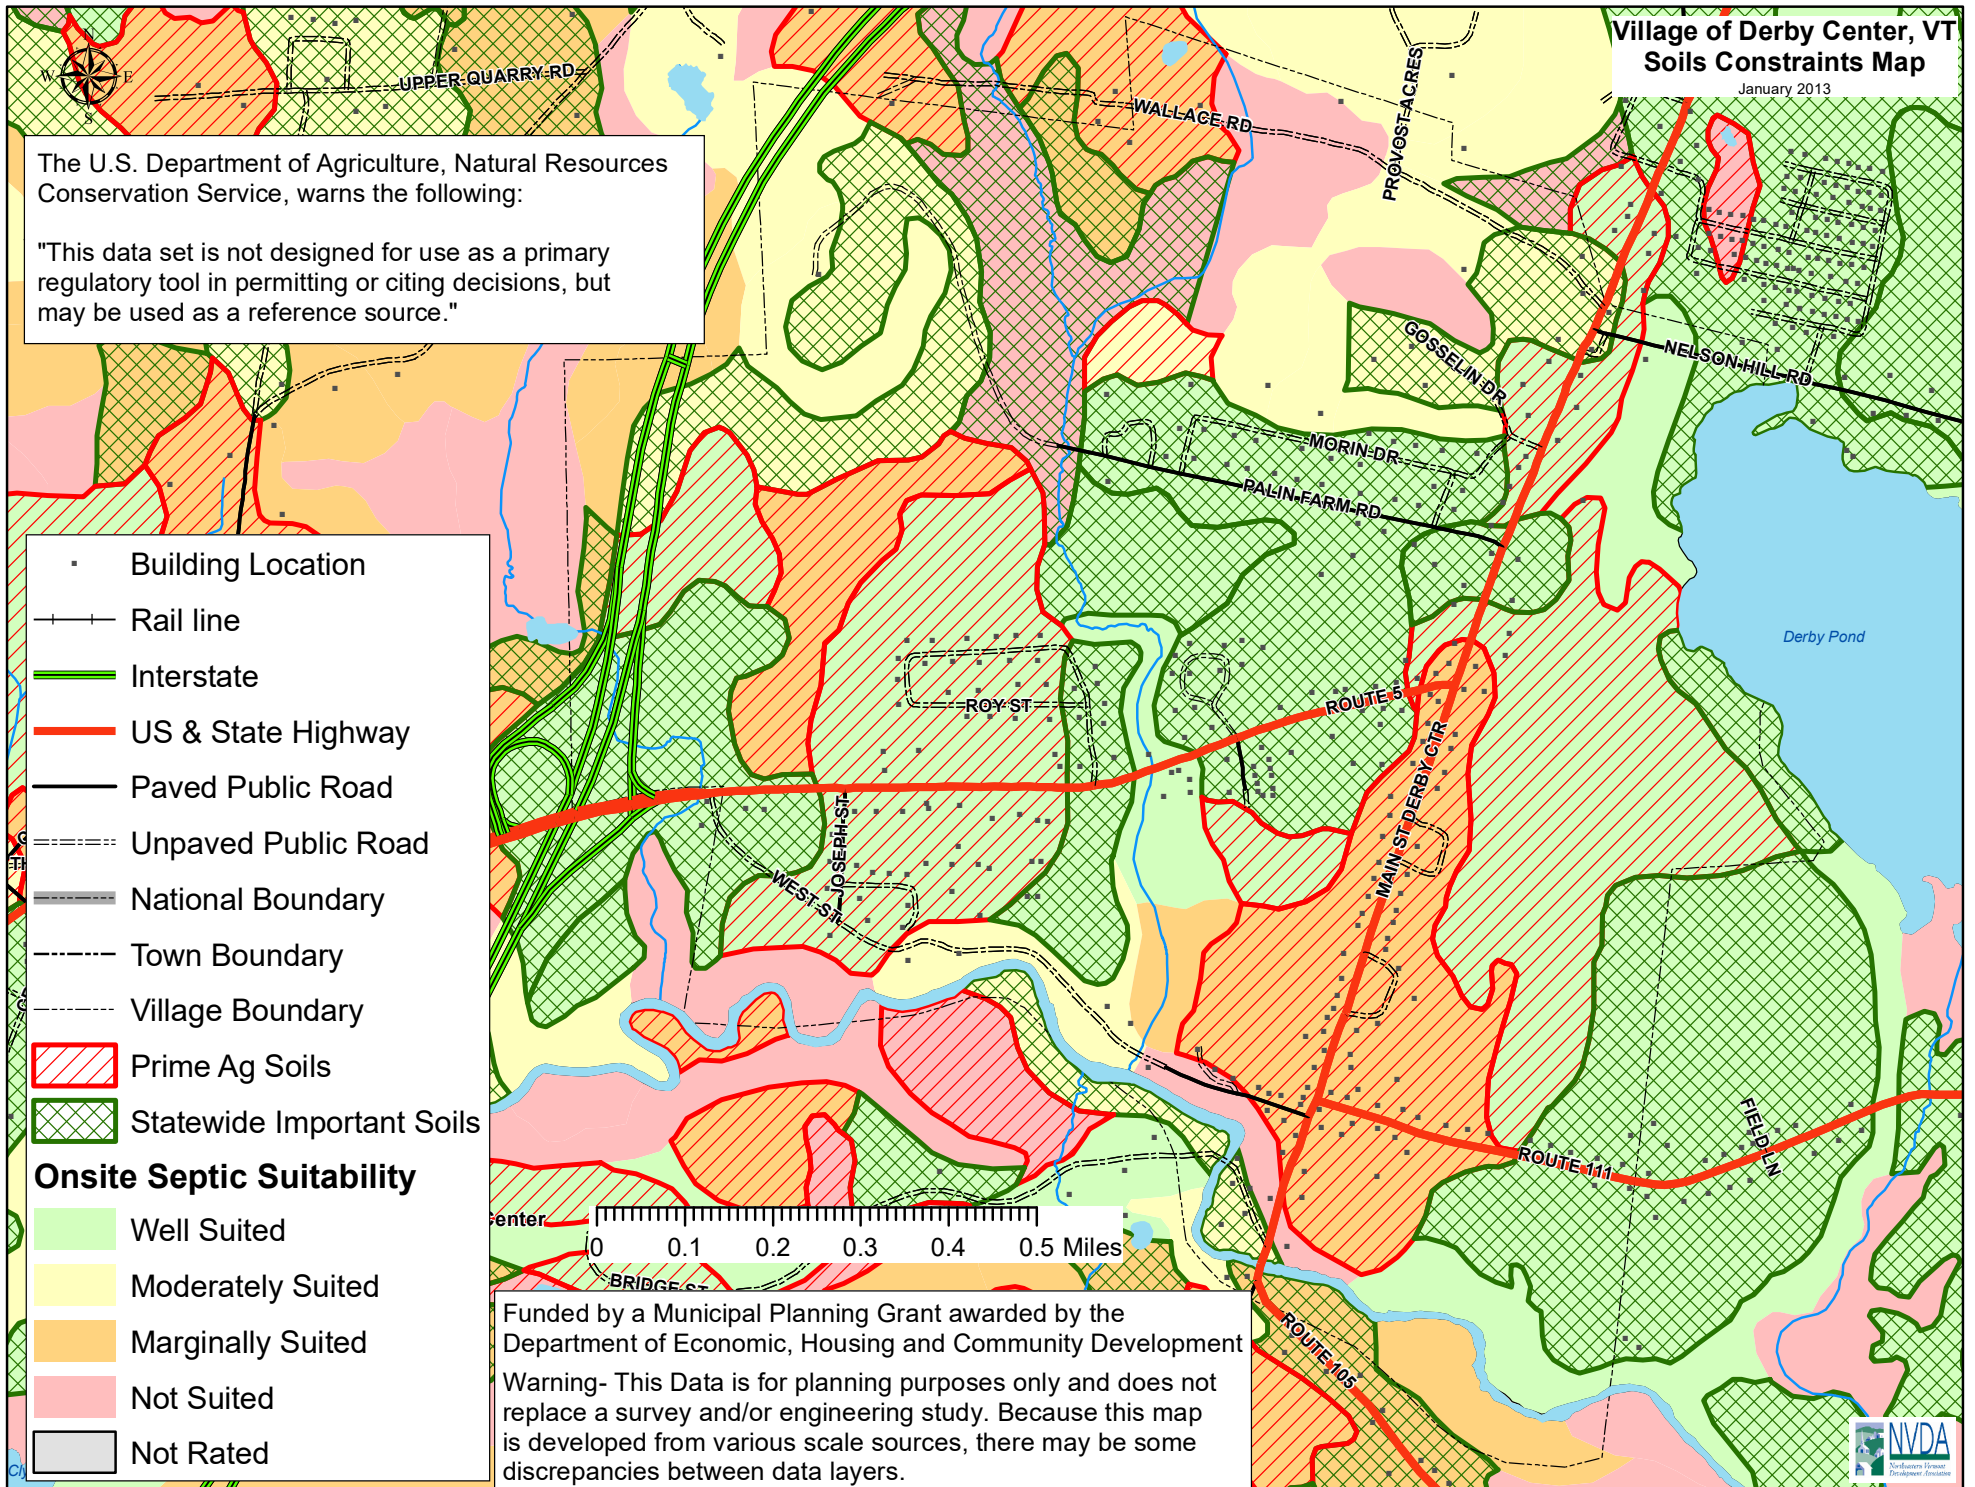 Village of Derby Center, VT
Soils Constraints Map
January 2013
N
W
E
S
UPPER QUARRY RD
WALLACE RD
PROVOST ACRES
The U.S. Department of Agriculture, Natural Resources
Conservation Service, warns the following:
"This data set is not designed for use as a primary
regulatory tool in permitting or citing decisions, but
may be used as a reference source."
GOSSELIN DR
NELSON HILL RD
MORIN DR
PALIN FARM RD
Derby Pond
ROY ST
ROUTE 5
MAIN ST DERBY CTR
JOSEPH ST
WEST ST
FIELD LN
ROUTE 111
ROUTE 105
BRIDGE ST
Center
Building Location
Rail line
Interstate
US & State Highway
Paved Public Road
Unpaved Public Road
National Boundary
Town Boundary
Village Boundary
Prime Ag Soils
Statewide Important Soils
Onsite Septic Suitability
Well Suited
Moderately Suited
Marginally Suited
Not Suited
Not Rated
0 0.1 0.2 0.3 0.4 0.5 Miles
Funded by a Municipal Planning Grant awarded by the
Department of Economic, Housing and Community Development
Warning- This Data is for planning purposes only and does not
replace a survey and/or engineering study. Because this map
is developed from various scale sources, there may be some
discrepancies between data layers.
NVDA
Northeastern Vermont
Development Association